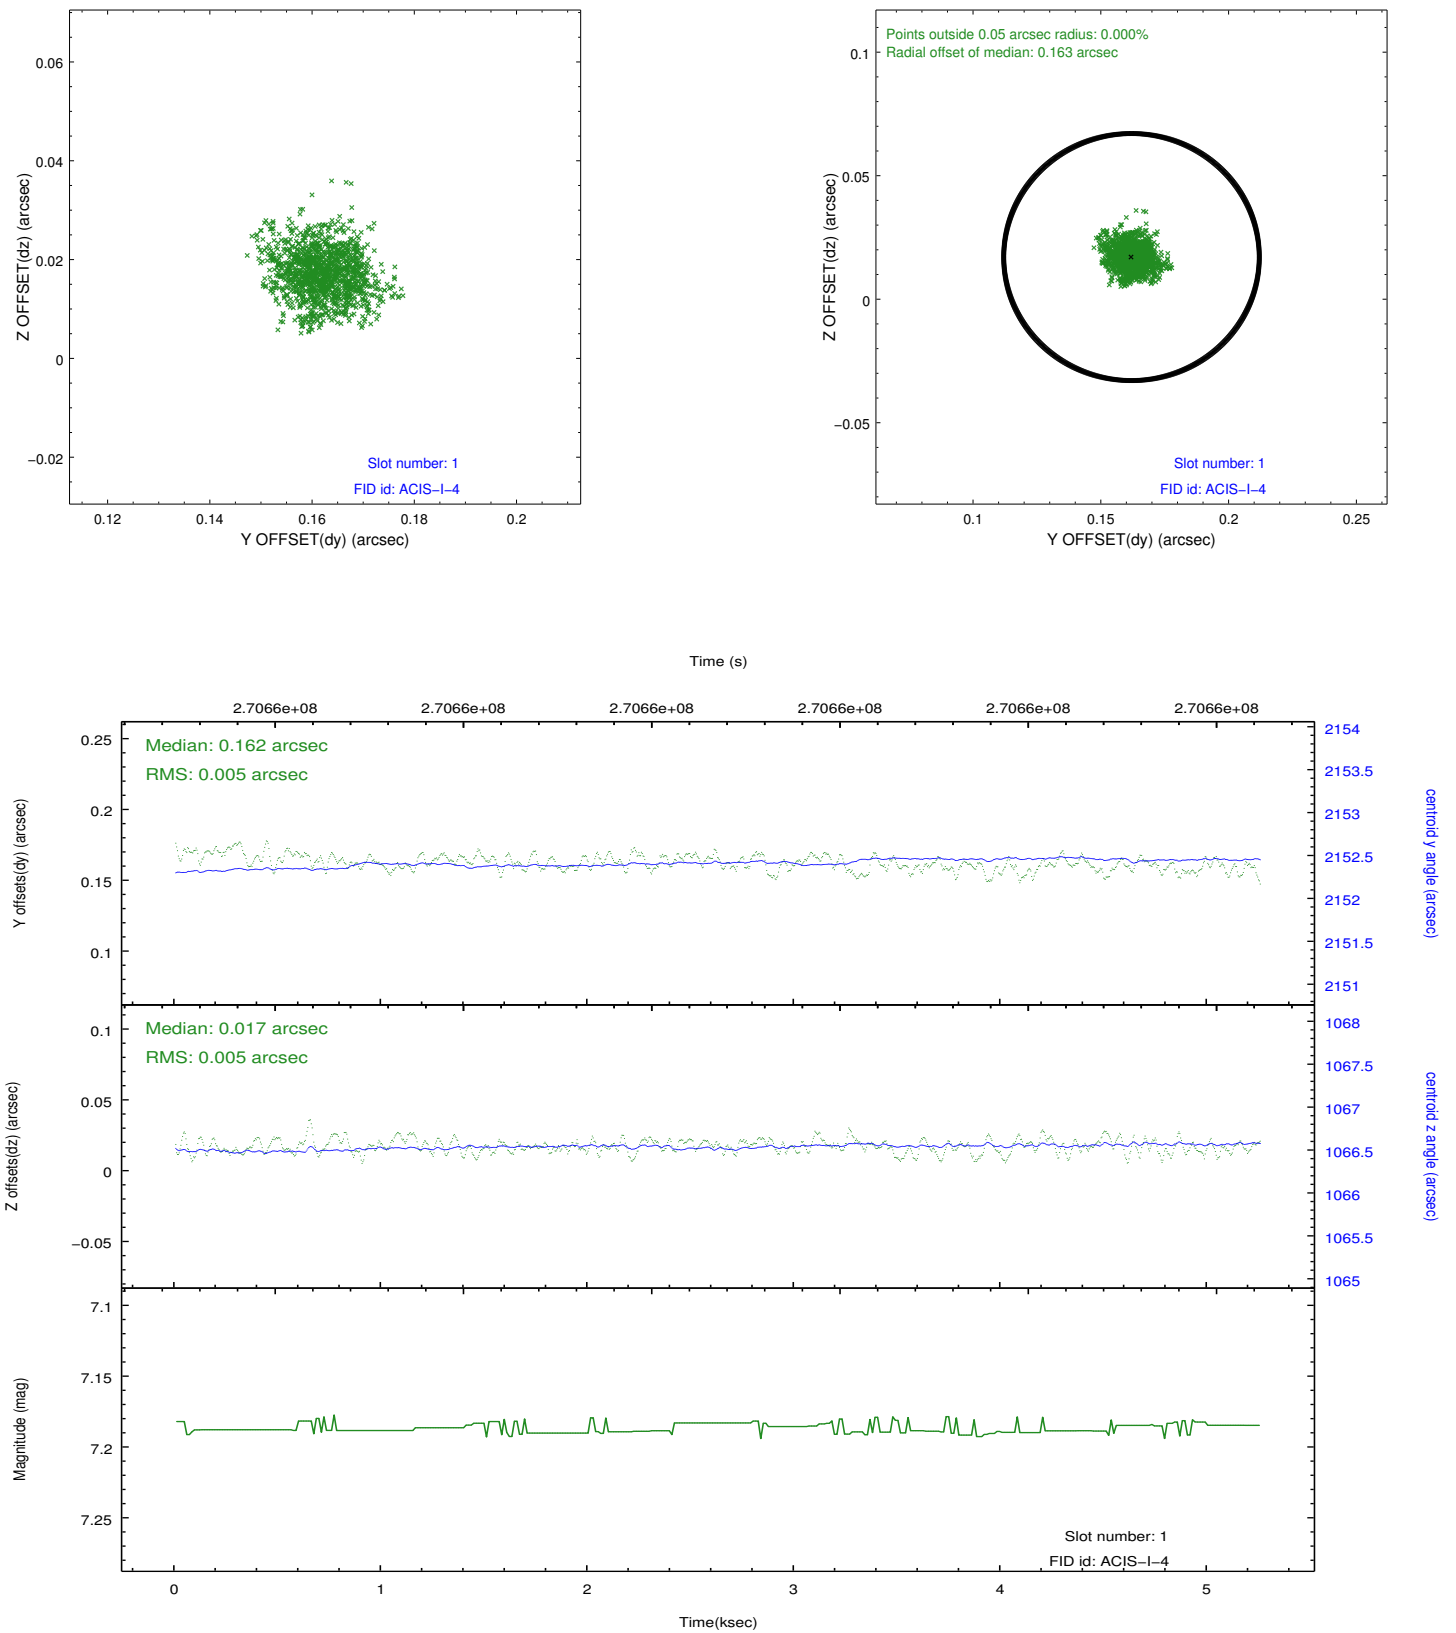 0.06
0.04
0.02
0
−0.02
Z OFFSET(dz) (arcsec)
Slot number: 1
FID id: ACIS−I−4
0.12 0.14 0.16 0.18 0.2
Y OFFSET(dy) (arcsec)
Points outside 0.05 arcsec radius: 0.000%
Radial offset of median: 0.163 arcsec
0.1
0.05
0
−0.05
Z OFFSET(dz) (arcsec)
Slot number: 1
FID id: ACIS−I−4
0.1 0.15 0.2 0.25
Y OFFSET(dy) (arcsec)
Time (s)
2.7066e+08 2.7066e+08 2.7066e+08 2.7066e+08 2.7066e+08 2.7066e+08
Median: 0.162 arcsec
RMS: 0.005 arcsec
0.25
0.2
0.15
0.1
Y offsets(dy) (arcsec)
2154
2153.5
2153
2152.5
2152
2151.5
2151
centroid y angle (arcsec)
Median: 0.017 arcsec
RMS: 0.005 arcsec
0.1
0.05
0
−0.05
Z offsets(dz) (arcsec)
1068
1067.5
1067
1066.5
1066
1065.5
1065
centroid z angle (arcsec)
7.1
7.15
7.2
7.25
Magnitude (mag)
Slot number: 1
FID id: ACIS−I−4
0 1 2 3 4 5
Time(ksec)